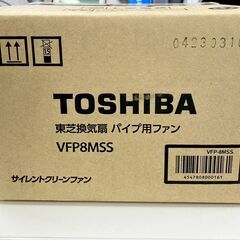 04230310
TOSHIBA
東芝換気扇 パイプ用ファン
VFP8MSS
VFP-8MSS
4547808000161
サイレントクリーンファン